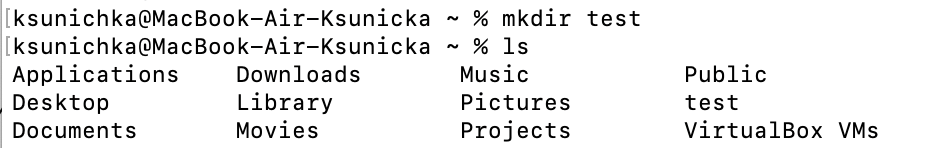 [ksunichka@MacBook-Air-Ksunicka ~ % mkdir test
[ksunichka@MacBook-Air-Ksunicka ~ % ls
Applications Downloads Music Public
Desktop Library Pictures test
Documents Movies Projects VirtualBox VMs